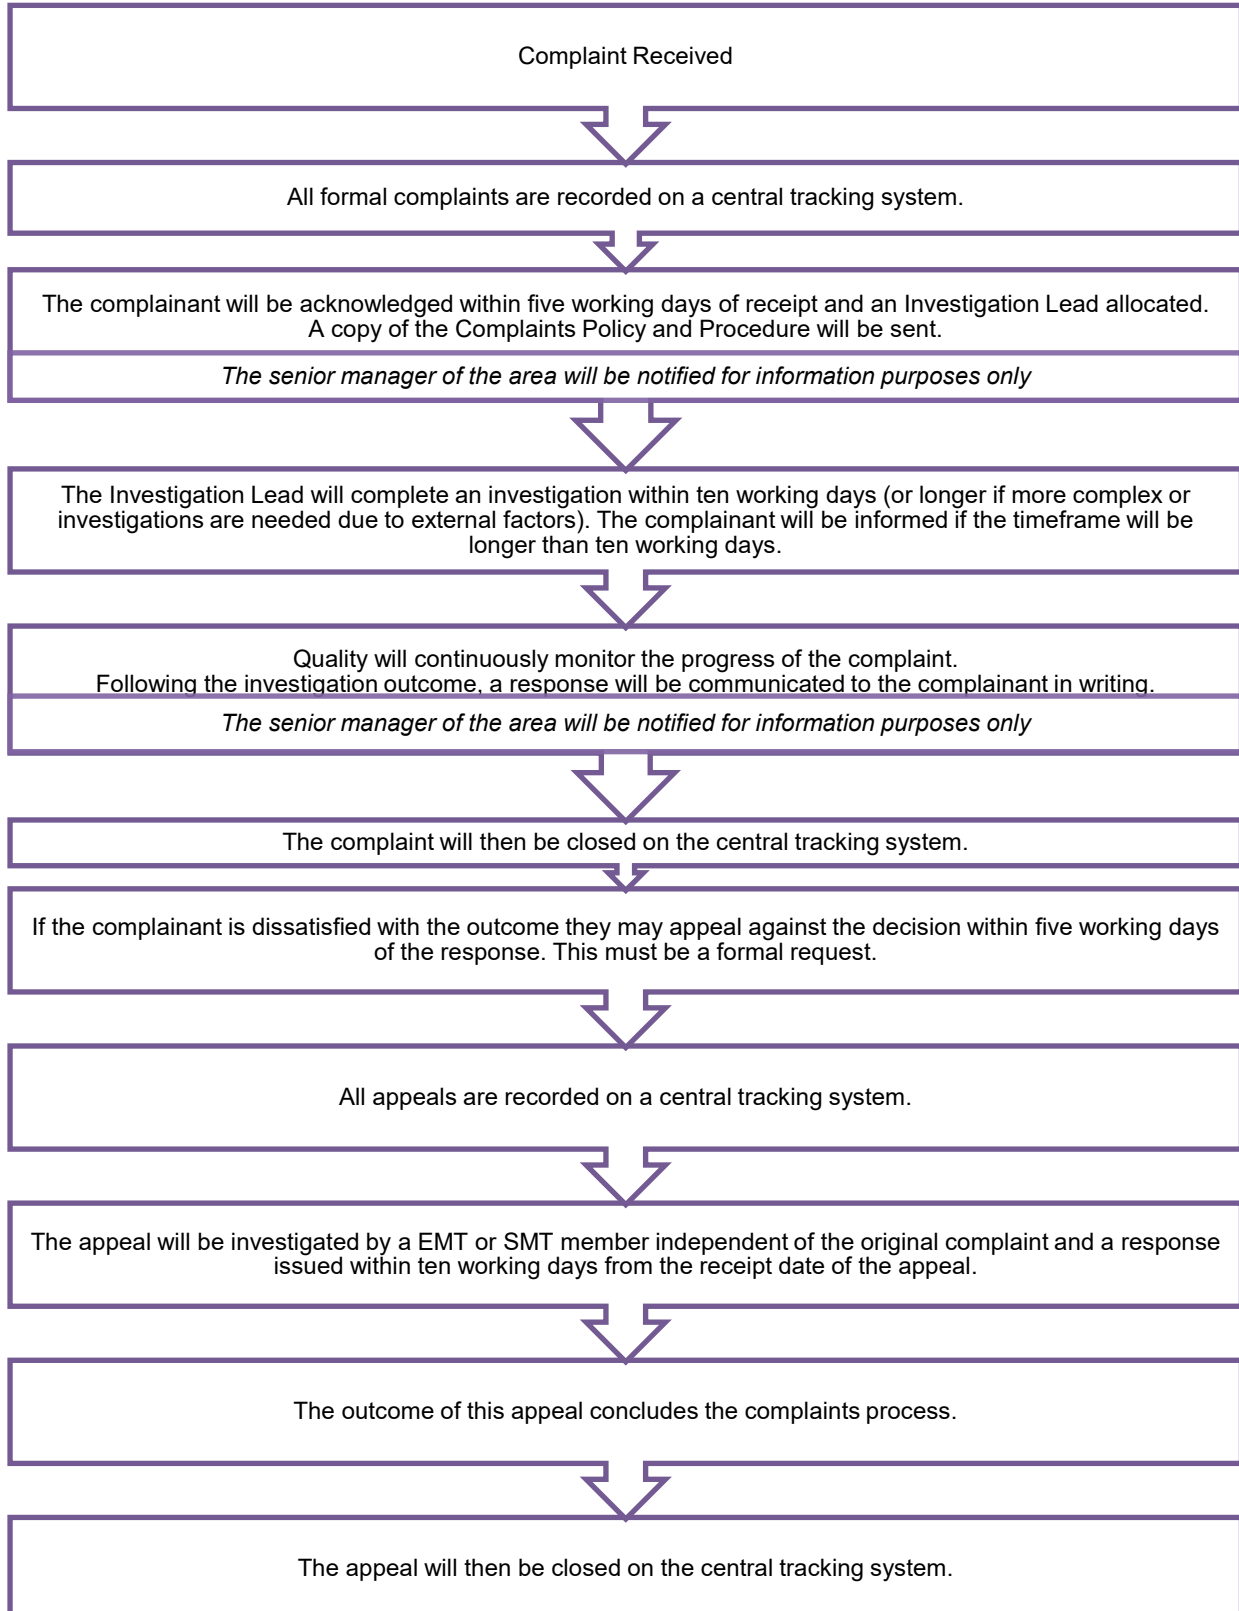 Complaint Received
All formal complaints are recorded on a central tracking system.
The complainant will be acknowledged within five working days of receipt and an Investigation Lead allocated.
A copy of the Complaints Policy and Procedure will be sent.
The senior manager of the area will be notified for information purposes only
The Investigation Lead will complete an investigation within ten working days (or longer if more complex or
investigations are needed due to external factors). The complainant will be informed if the timeframe will be
longer than ten working days.
Quality will continuously monitor the progress of the complaint.
Following the investigation outcome, a response will be communicated to the complainant in writing.
The senior manager of the area will be notified for information purposes only
The complaint will then be closed on the central tracking system.
If the complainant is dissatisfied with the outcome they may appeal against the decision within five working days
of the response. This must be a formal request.
All appeals are recorded on a central tracking system.
The appeal will be investigated by a EMT or SMT member independent of the original complaint and a response
issued within ten working days from the receipt date of the appeal.
The outcome of this appeal concludes the complaints process.
The appeal will then be closed on the central tracking system.